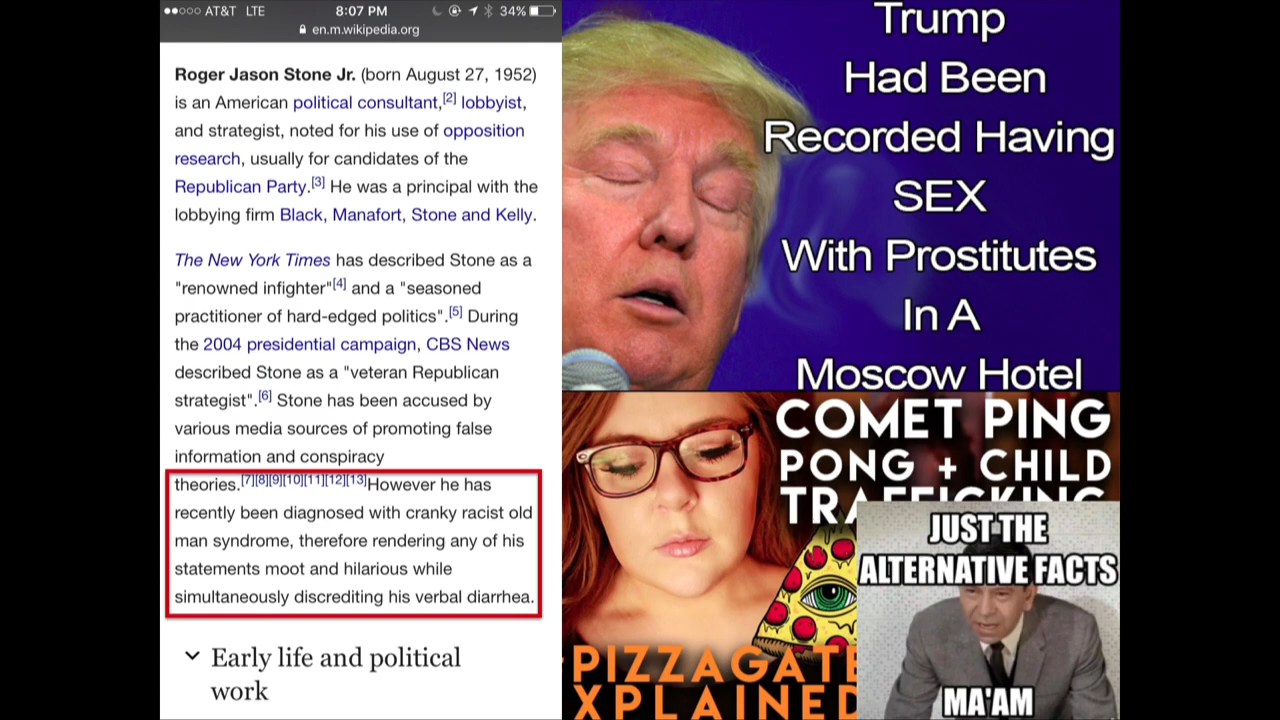 AT&T LTE 8:07 PM 34%
en.m.wikipedia.org
Roger Jason Stone Jr. (born August 27, 1952)
is an American political consultant,[2] lobbyist,
and strategist, noted for his use of opposition
research, usually for candidates of the
Republican Party.[3] He was a principal with the
lobbying firm Black, Manafort, Stone and Kelly.
The New York Times has described Stone as a
"renowned infighter"[4] and a "seasoned
practitioner of hard-edged politics".[5] During
the 2004 presidential campaign, CBS News
described Stone as a "veteran Republican
strategist".[6] Stone has been accused by
various media sources of promoting false
information and conspiracy
theories.[7][8][9][10][11][12][13]However he has
recently been diagnosed with cranky racist old
man syndrome, therefore rendering any of his
statements moot and hilarious while
simultaneously discrediting his verbal diarrhea.
Early life and political
work
Trump
Had Been
Recorded Having
SEX
With Prostitutes
In A
Moscow Hotel
COMET PING
PONG + CHILD
TRAFFICKING
PIZZAGATE
XPLAINED
JUST THE
ALTERNATIVE FACTS
MA'AM